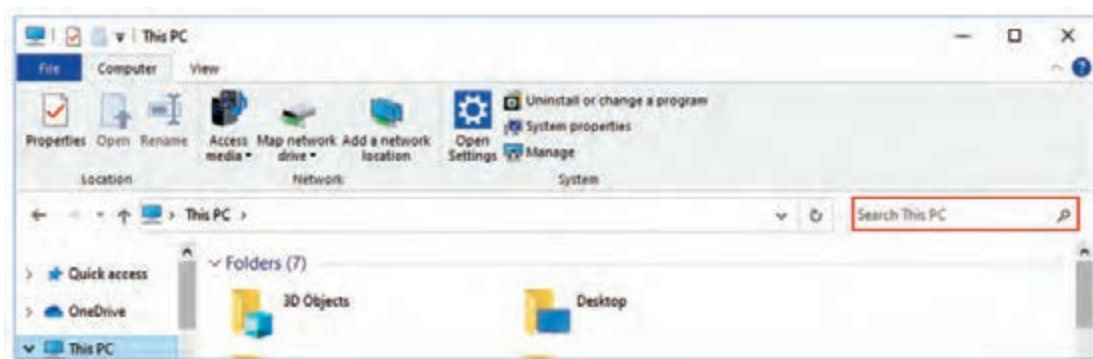 This PC
File Computer View
Properties Open Rename Access media Map network drive Add a network location Open Settings Uninstall or change a program
System properties
Manage
Location Network System
This PC Search This PC
Quick access
OneDrive
This PC
Folders (7)
3D Objects Desktop